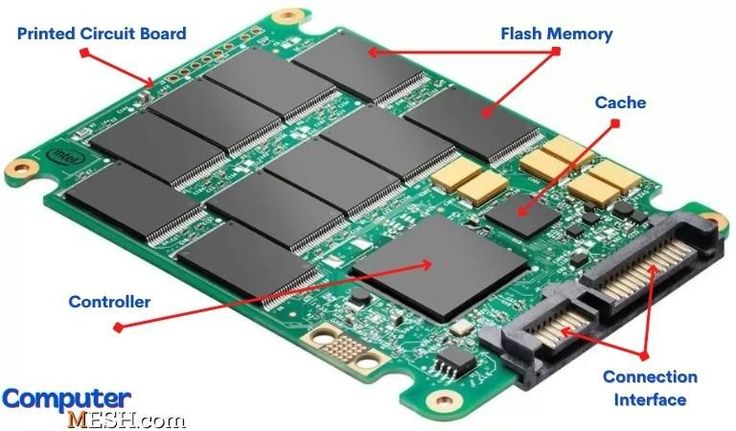 Printed Circuit Board
Flash Memory
Cache
intel
Controller
Connection
Interface
Computer
MESH.com